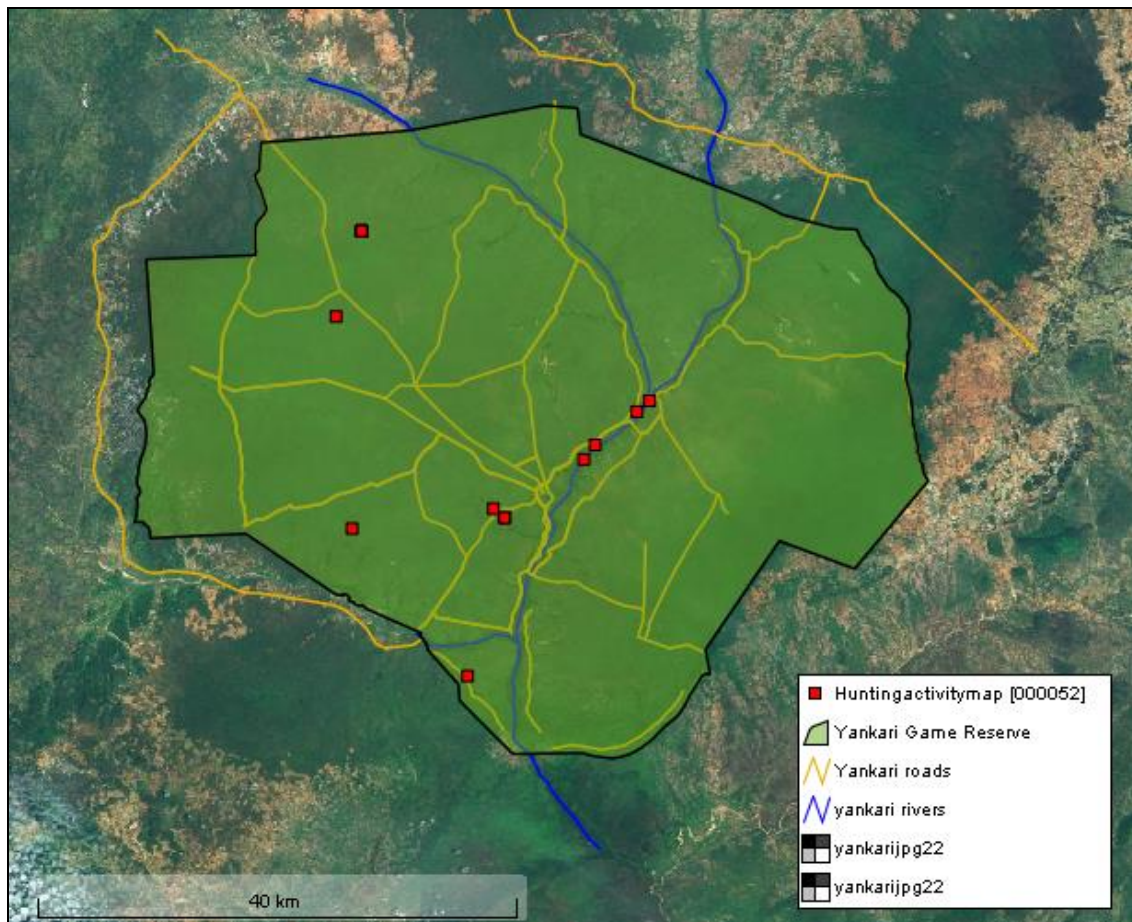 Huntingactivitymap [000052]
Yankari Game Reserve
Yankari roads
yankari rivers
yankarijpg22
yankarijpg22
40 km